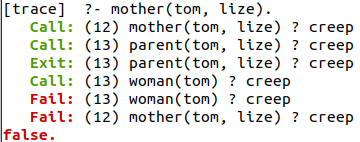 [trace]  ?- mother(tom, lize).
   Call: (12) mother(tom, lize) ? creep
   Call: (13) parent(tom, lize) ? creep
   Exit: (13) parent(tom, lize) ? creep
   Call: (13) woman(tom) ? creep
   Fail: (13) woman(tom) ? creep
   Fail: (12) mother(tom, lize) ? creep
false.